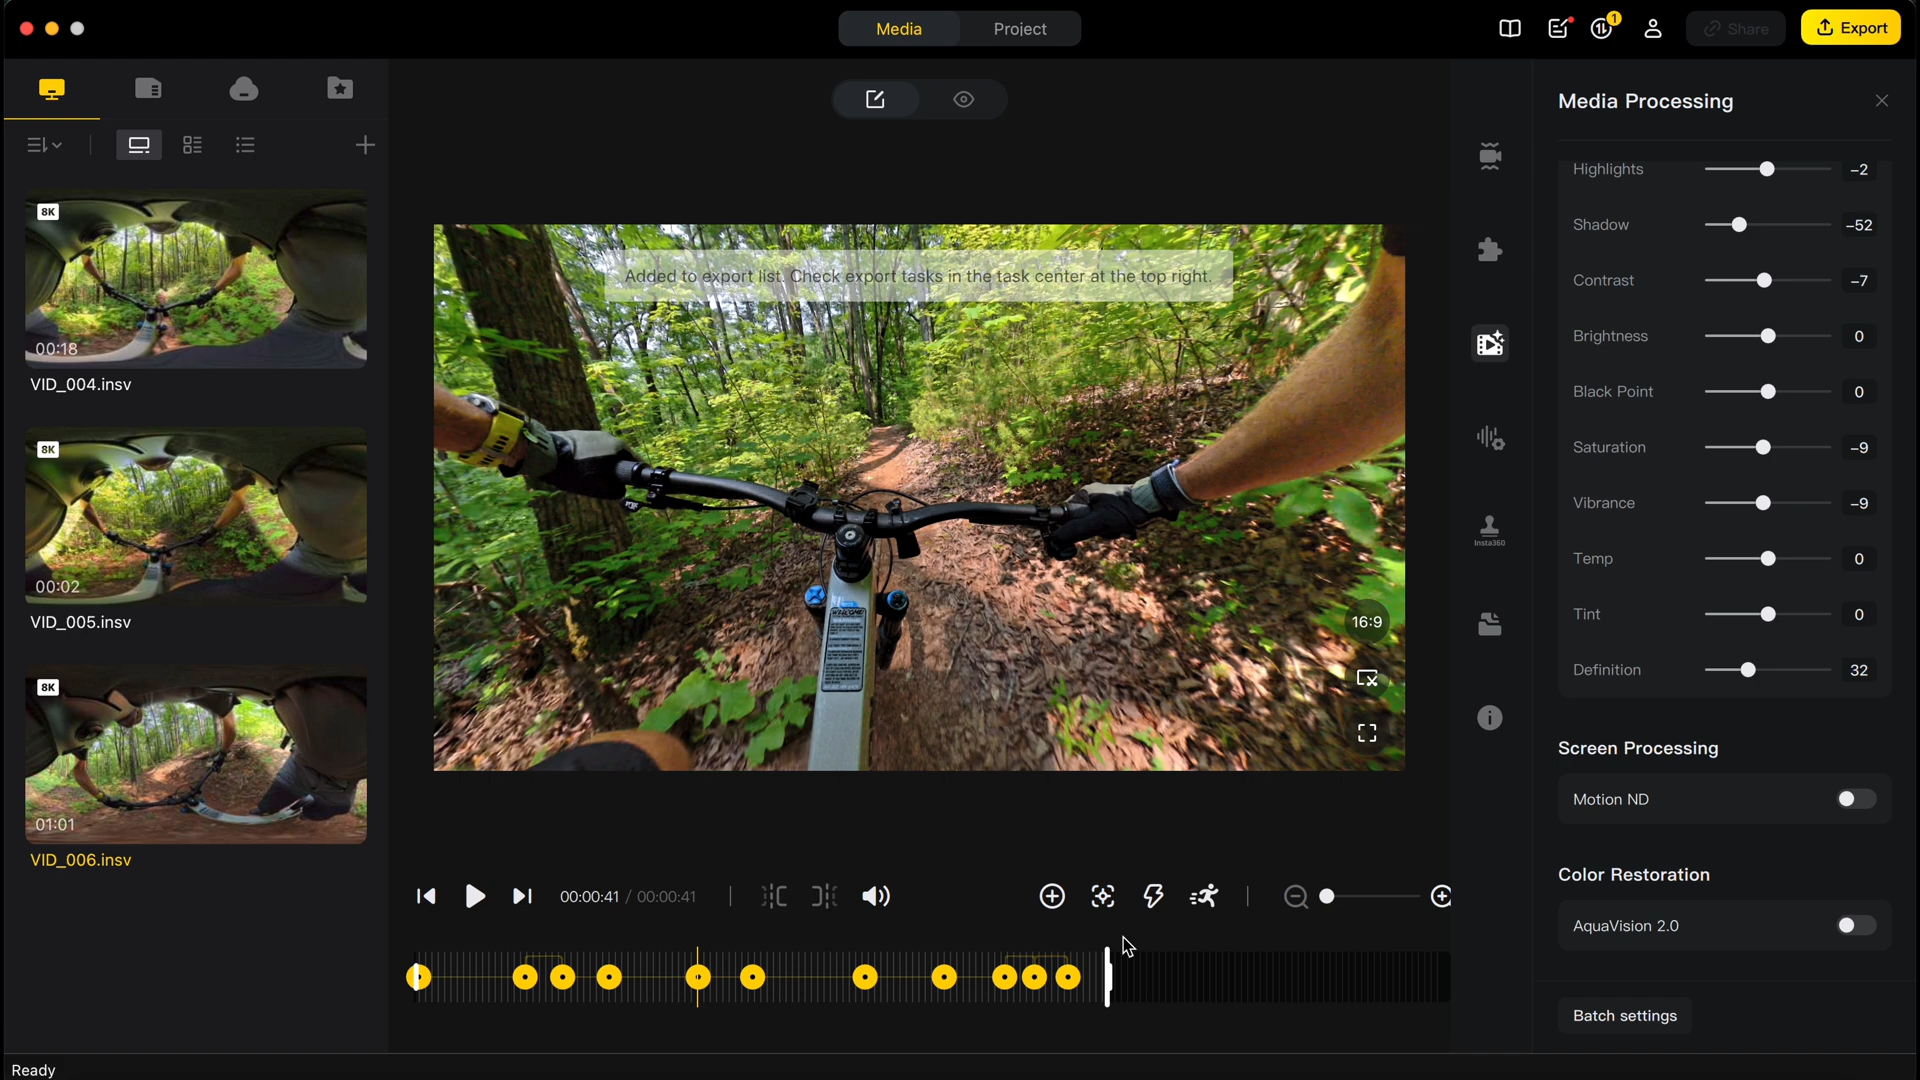 Media
Project
1
Share
Export
Media Processing
8K
00:18
VID_004.insv
8K
00:02
VID_005.insv
8K
01:01
VID_006.insv
Added to export list. Check export tasks in the task center at the top right.
WELCOME!
16:9
00:00:41 / 00:00:41
Insta360
Highlights -2
Shadow -52
Contrast -7
Brightness 0
Black Point 0
Saturation -9
Vibrance -9
Temp 0
Tint 0
Definition 32
Screen Processing
Motion ND
Color Restoration
AquaVision 2.0
Batch settings
Ready